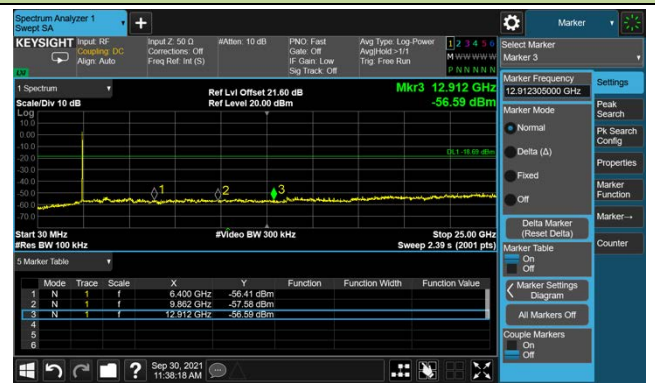 Spectrum Analyzer 1
Swept SA
Marker
KEYSIGHT Input: RF Input Z: 50 Ω #Atten: 10 dB PNO: Fast Avg Type: Log-Power 1 2 3 4 5 6
Coupling: DC Corrections: Off Gate: Off Avg|Hold:>1/1 M W W W W W
Align: Auto Freq Ref: Int (S) IF Gain: Low Trig: Free Run
Sig Track: Off P N N N N N
LXI
Select Marker
Marker 3
1 Spectrum
Ref Lvl Offset 21.60 dB
Mkr3 12.912 GHz
Scale/Div 10 dB
Ref Level 20.00 dBm
-56.59 dBm
Log
10.0
0.00
-10.0
DL1 -18.69 dBm
-20.0
-30.0
-40.0
-50.0
-60.0
-70.0
1
2
3
Start 30 MHz
#Video BW 300 kHz
Stop 25.00 GHz
#Res BW 100 kHz
Sweep 2.39 s (2001 pts)
5 Marker Table
Mode Trace Scale X Y Function Function Width Function Value
1 N 1 f 6.400 GHz -56.41 dBm
2 N 1 f 9.862 GHz -57.58 dBm
3 N 1 f 12.912 GHz -56.59 dBm
4
5
6
Marker Frequency
12.912305000 GHz
Marker Mode
Normal
Delta (Δ)
Fixed
Off
Delta Marker
(Reset Delta)
Marker Table
On
Off
Marker Settings
Diagram
All Markers Off
Couple Markers
On
Off
Settings
Peak
Search
Pk Search
Config
Properties
Marker
Function
Marker→
Counter
?
Sep 30, 2021
11:38:18 AM